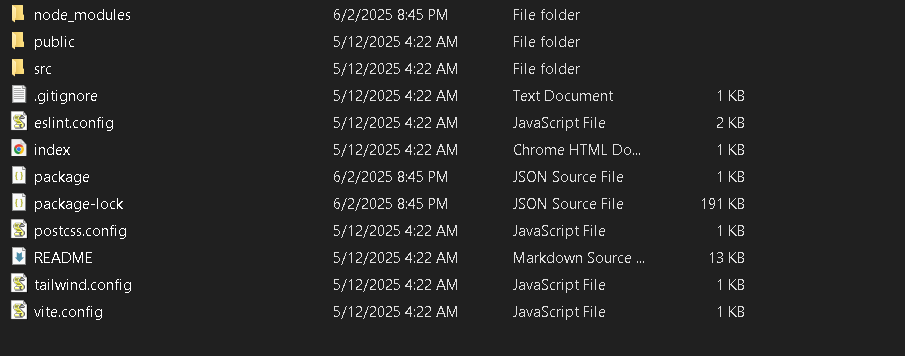 node_modules 6/2/2025 8:45 PM File folder
public 5/12/2025 4:22 AM File folder
src 5/12/2025 4:22 AM File folder
.gitignore 5/12/2025 4:22 AM Text Document 1 KB
eslint.config 5/12/2025 4:22 AM JavaScript File 2 KB
index 5/12/2025 4:22 AM Chrome HTML Do... 1 KB
package 6/2/2025 8:45 PM JSON Source File 1 KB
package-lock 6/2/2025 8:45 PM JSON Source File 191 KB
postcss.config 5/12/2025 4:22 AM JavaScript File 1 KB
README 5/12/2025 4:22 AM Markdown Source ... 13 KB
tailwind.config 5/12/2025 4:22 AM JavaScript File 1 KB
vite.config 5/12/2025 4:22 AM JavaScript File 1 KB